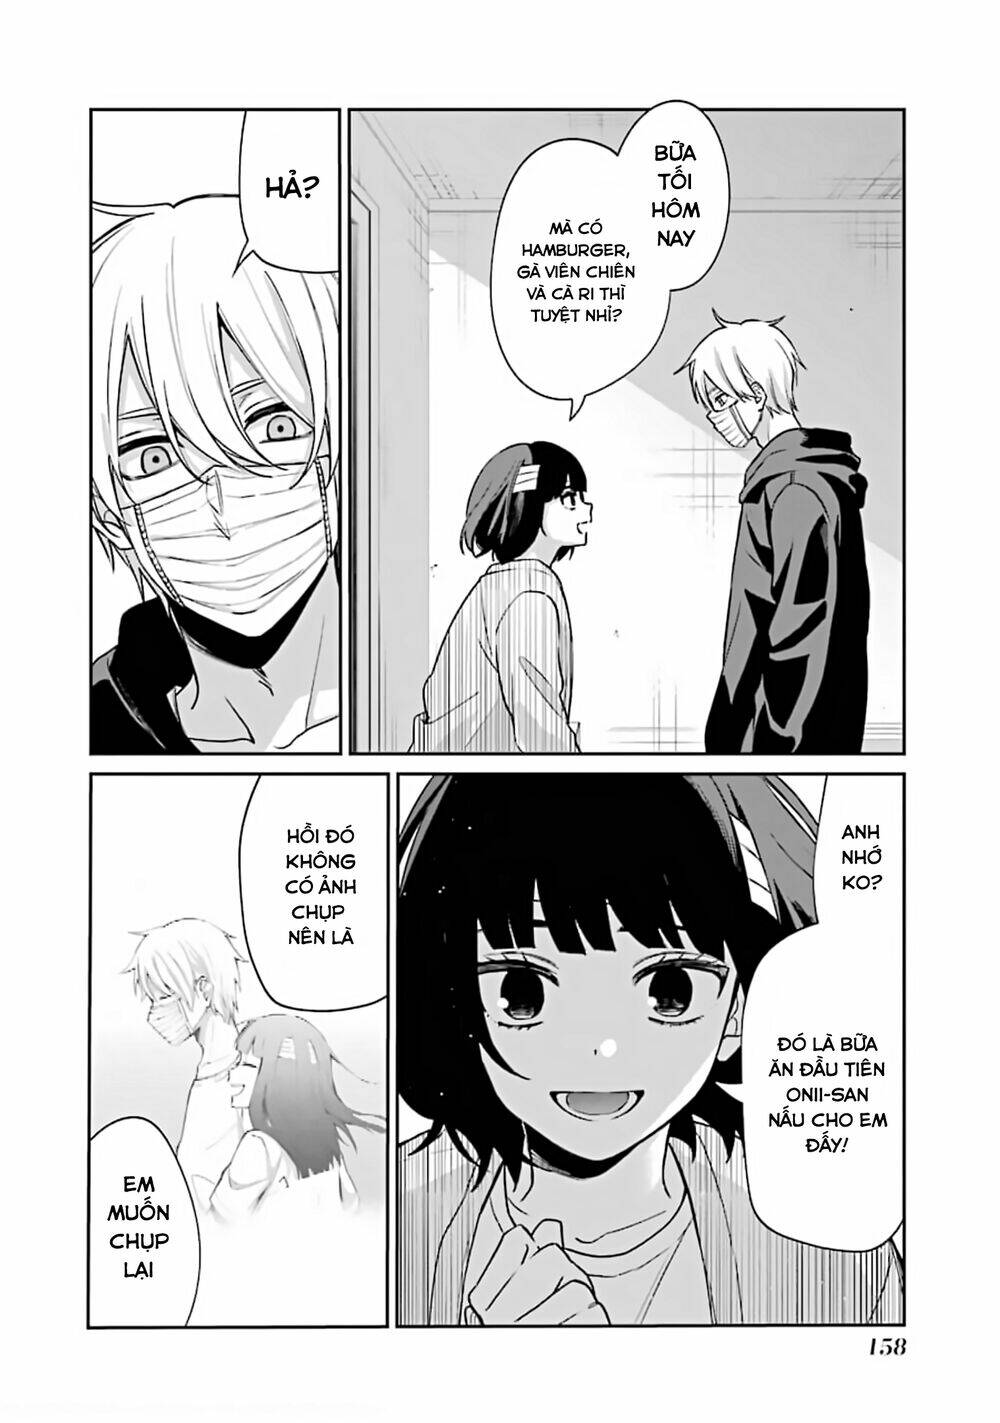 BỮA
TỐI
HÔM
NAY
MÀ CÓ
HAMBURGER,
GÀ VIÊN CHIÊN
VÀ CÀ RI THÌ
TUYỆT NHỈ?
HẢ?
ANH
NHỚ
KO?
ĐÓ LÀ BỮA
ĂN ĐẦU TIÊN
ONII-SAN
NẤU CHO EM
ĐẤY!
HỒI ĐÓ
KHÔNG
CÓ ẢNH
CHỤP
NÊN LÀ
EM
MUỐN
CHỤP
LẠI
158